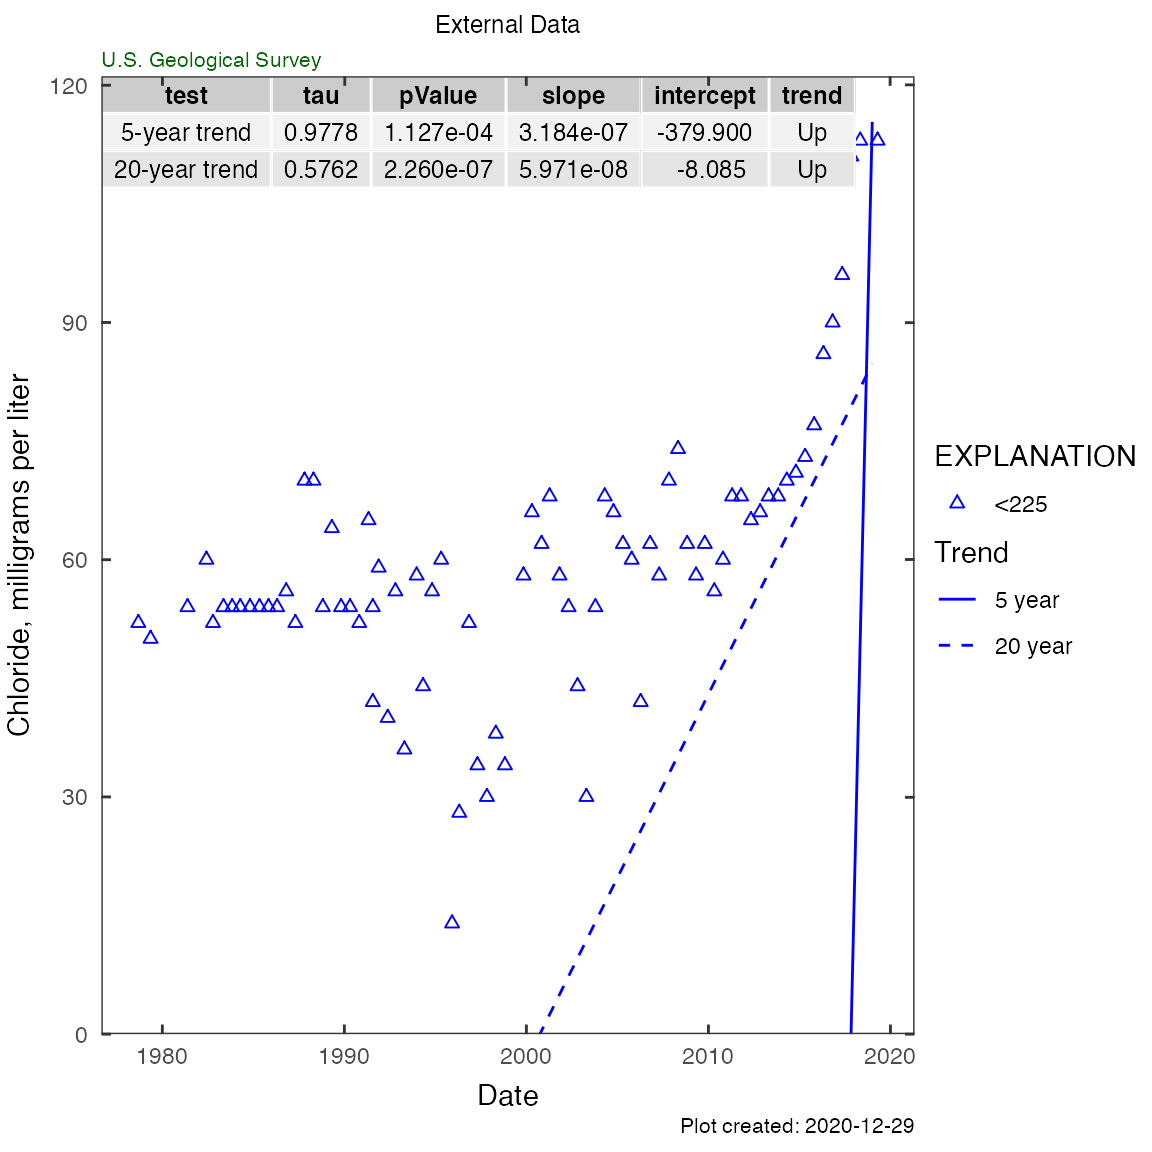 External Data
U.S. Geological Survey
test tau pValue slope intercept trend
5-year trend 0.9778 1.127e-04 3.184e-07 -379.900 Up
20-year trend 0.5762 2.260e-07 5.971e-08 -8.085 Up
120
90
60
30
0
Chloride, milligrams per liter
1980 1990 2000 2010 2020
Date
EXPLANATION
<225
Trend
5 year
20 year
Plot created: 2020-12-29